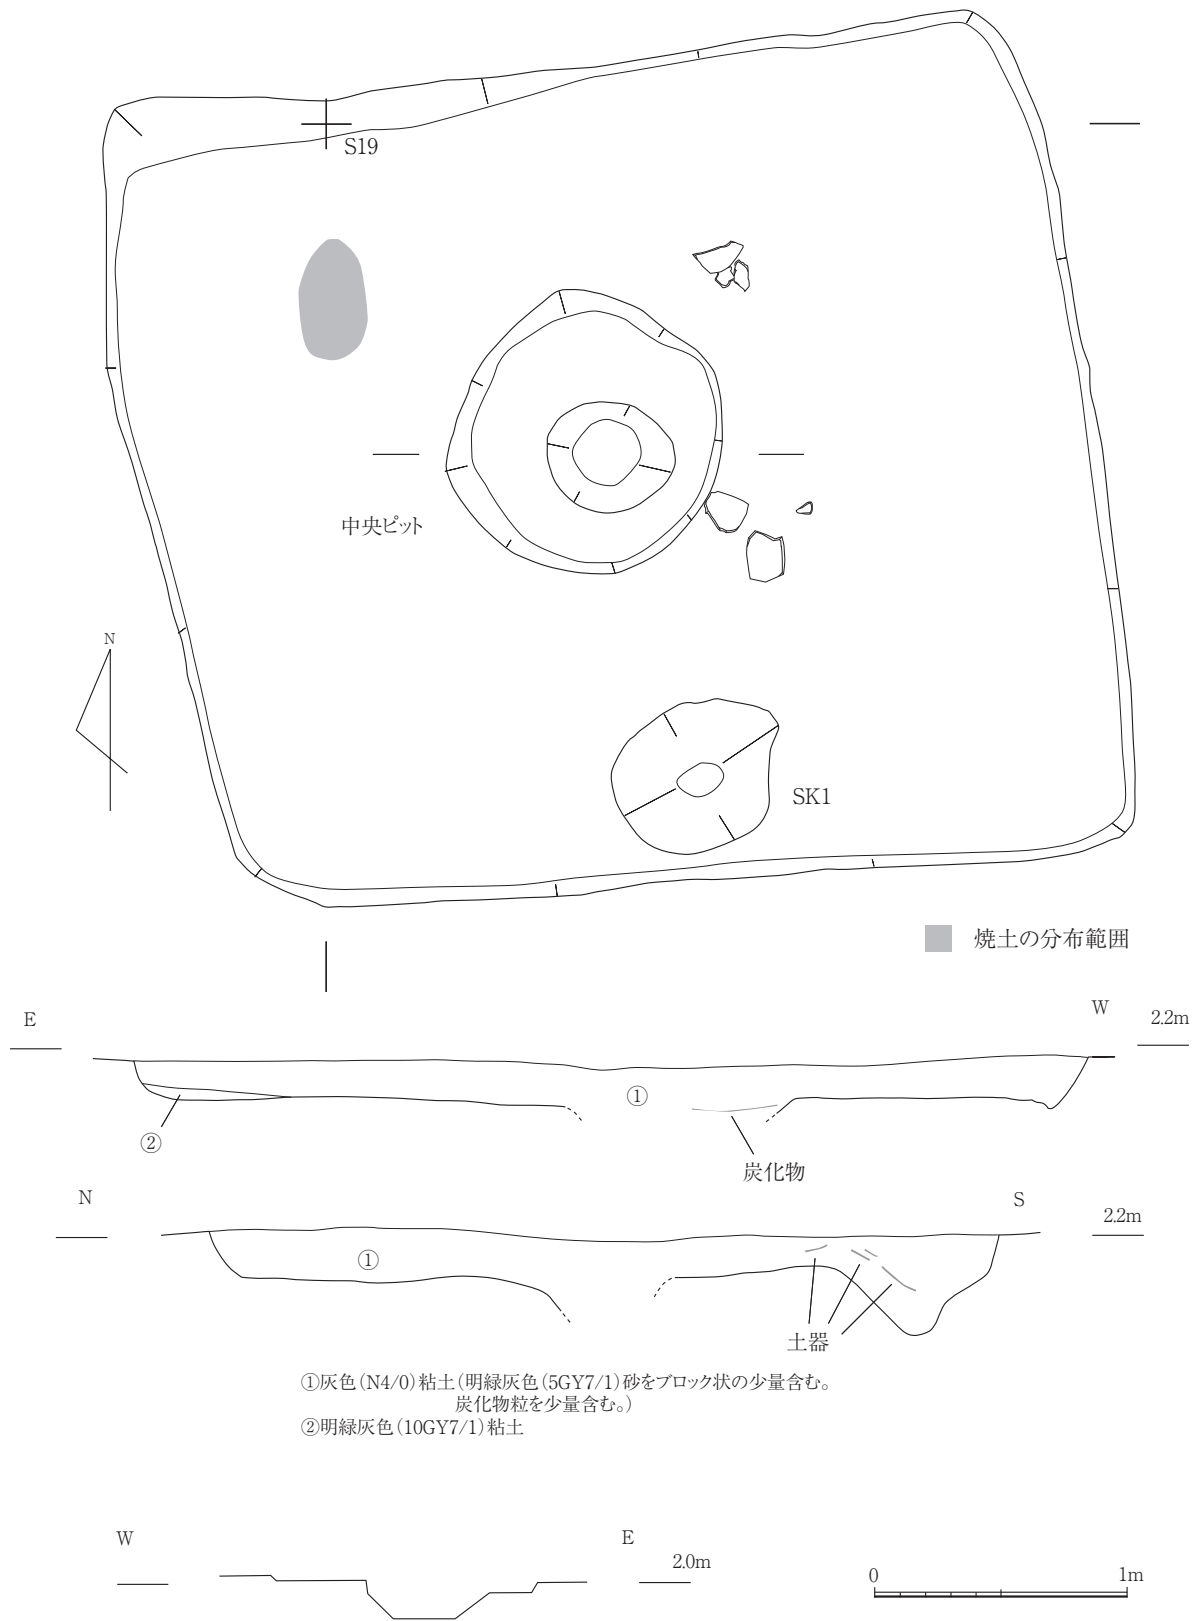 S19
中央ピット
N
SK1
焼土の分布範囲
E
W
2.2m
①
②
炭化物
N
S
2.2m
①
土器
①灰色(N4/0)粘土(明緑灰色(5GY7/1)砂をブロック状の少量含む。
炭化物粒を少量含む。)
②明緑灰色(10GY7/1)粘土
W
E
2.0m
0
1m